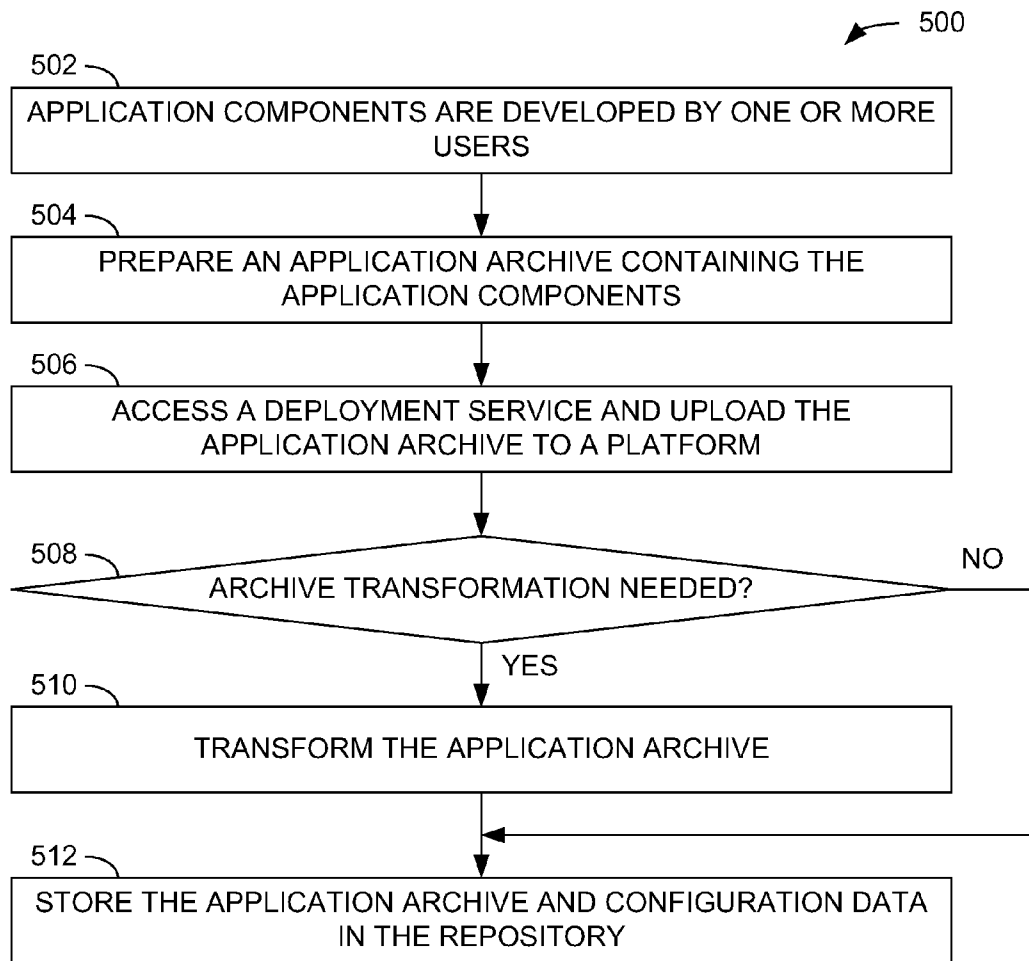 500
502
APPLICATION COMPONENTS ARE DEVELOPED BY ONE OR MORE
USERS
504
PREPARE AN APPLICATION ARCHIVE CONTAINING THE
APPLICATION COMPONENTS
506
ACCESS A DEPLOYMENT SERVICE AND UPLOAD THE
APPLICATION ARCHIVE TO A PLATFORM
508
ARCHIVE TRANSFORMATION NEEDED?
NO
YES
510
TRANSFORM THE APPLICATION ARCHIVE
512
STORE THE APPLICATION ARCHIVE AND CONFIGURATION DATA
IN THE REPOSITORY